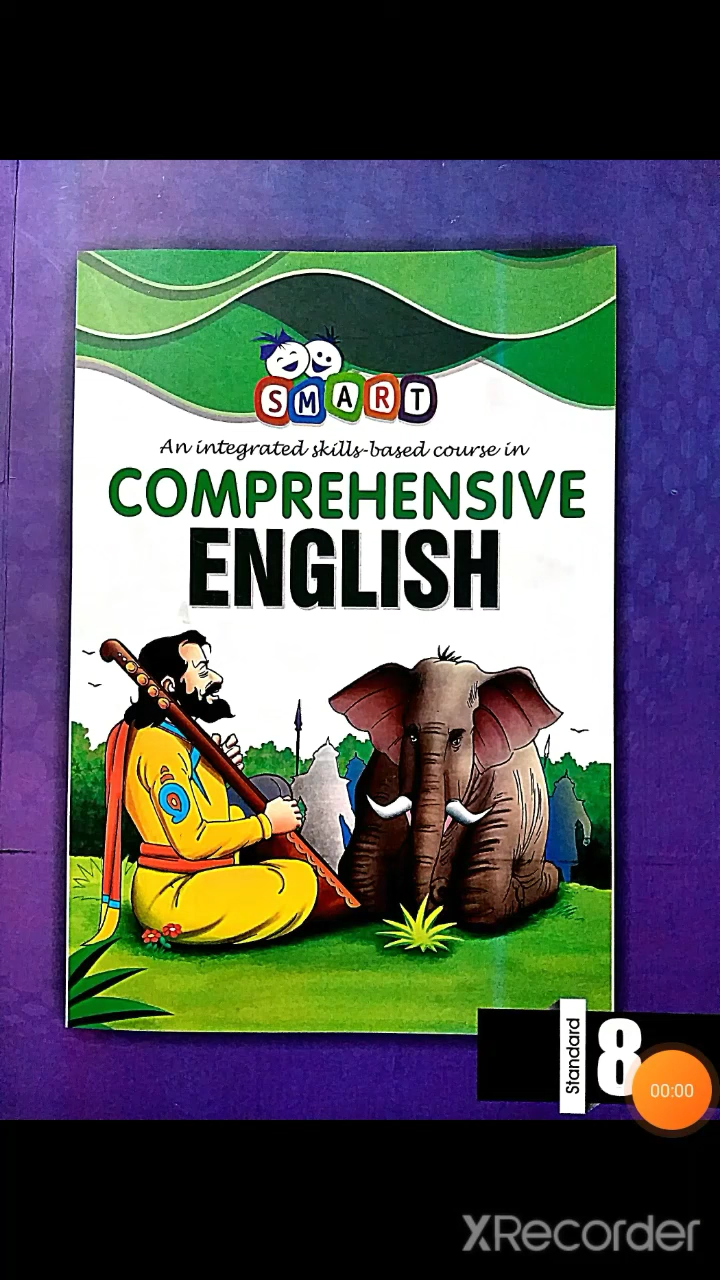 SMART
An integrated skills-based course in
COMPREHENSIVE
ENGLISH
Standard 8
00:00
XRecorder